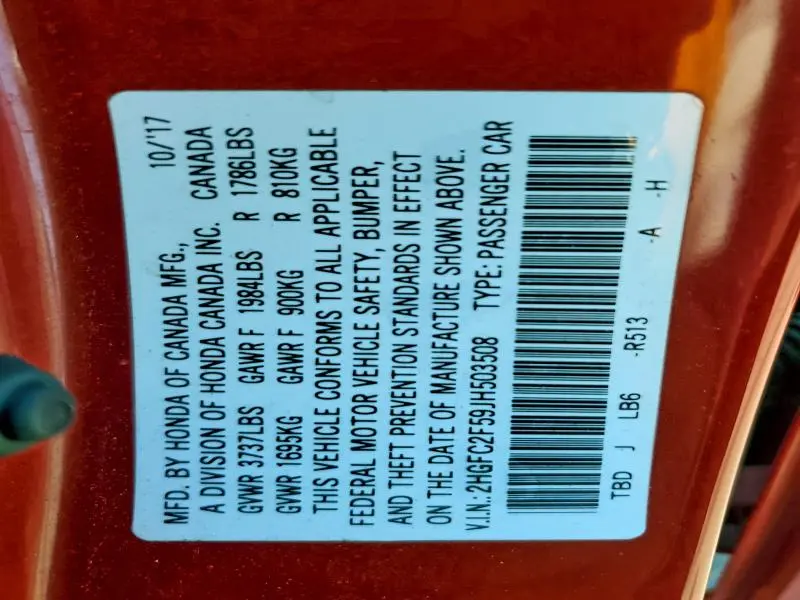 MFD. BY HONDA OF CANADA MFG., 10/'17
A DIVISION OF HONDA CANADA INC. CANADA
GVWR 3737LBS GAWR F 1984LBS R 1786LBS
GVWR 1695KG GAWR F 900KG R 810KG
THIS VEHICLE CONFORMS TO ALL APPLICABLE
FEDERAL MOTOR VEHICLE SAFETY, BUMPER,
AND THEFT PREVENTION STANDARDS IN EFFECT
ON THE DATE OF MANUFACTURE SHOWN ABOVE.
V.I.N.: 2HGFC2F59JH503508 TYPE: PASSENGER CAR
TBD J LB6 -R513 -A -H